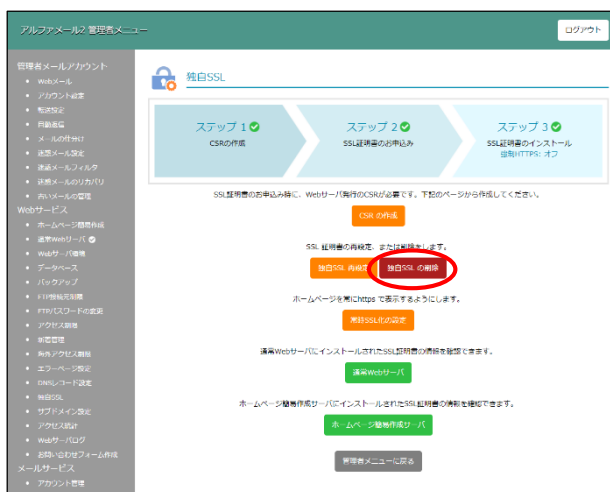 アルファメール2 管理者メニュー
ログアウト
管理者メールアカウント
Webメール
アカウント設定
転送設定
自動返信
メールの仕分け
迷惑メール設定
迷惑メールフィルタ
迷惑メールのリカバリ
古いメールの管理
Webサービス
ホームページ簡易作成
通常Webサーバ
Webサーバ環境
データベース
バックアップ
FTP接続元制限
FTPパスワードの変更
アクセス制限
制御管理
海外アクセス制限
エラーページ設定
DNSレコード設定
独自SSL
サブドメイン設定
アクセス統計
Webサーバログ
お問い合わせフォーム作成
メールサービス
アカウント管理
独自SSL
ステップ 1
CSRの作成
ステップ 2
SSL証明書のお申込み
ステップ 3
SSL証明書のインストール
強制HTTPS: オフ
SSL証明書のお申込み時に、Webサーバ発行のCSRが必要です。下記のページから作成してください。
CSR の作成
SSL 証明書の再設定、または削除をします。
独自SSL 再設定
独自SSL の削除
ホームページを常にhttps で表示するようにします。
常時SSL化の設定
通常Webサーバにインストールされた SSL証明書の情報を確認できます。
通常Webサーバ
ホームページ簡易作成サーバにインストールされたSSL証明書の情報を確認できます。
ホームページ簡易作成サーバ
管理者メニューに戻る